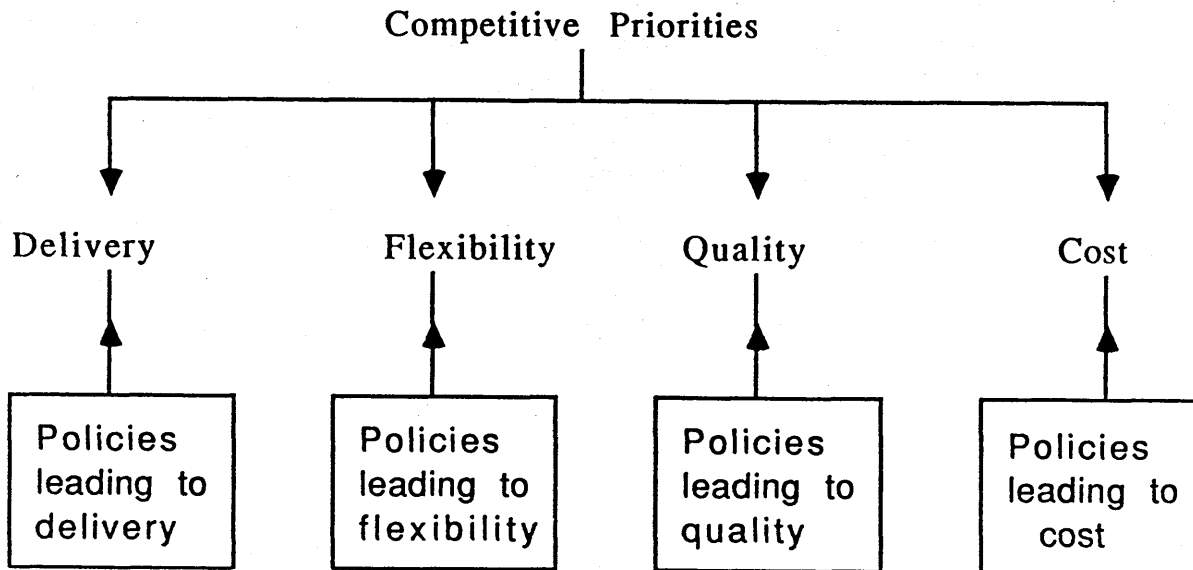 Competitive Priorities
Delivery
Flexibility
Quality
Cost
Policies
leading to
delivery
Policies
leading to
flexibility
Policies
leading to
quality
Policies
leading to
cost